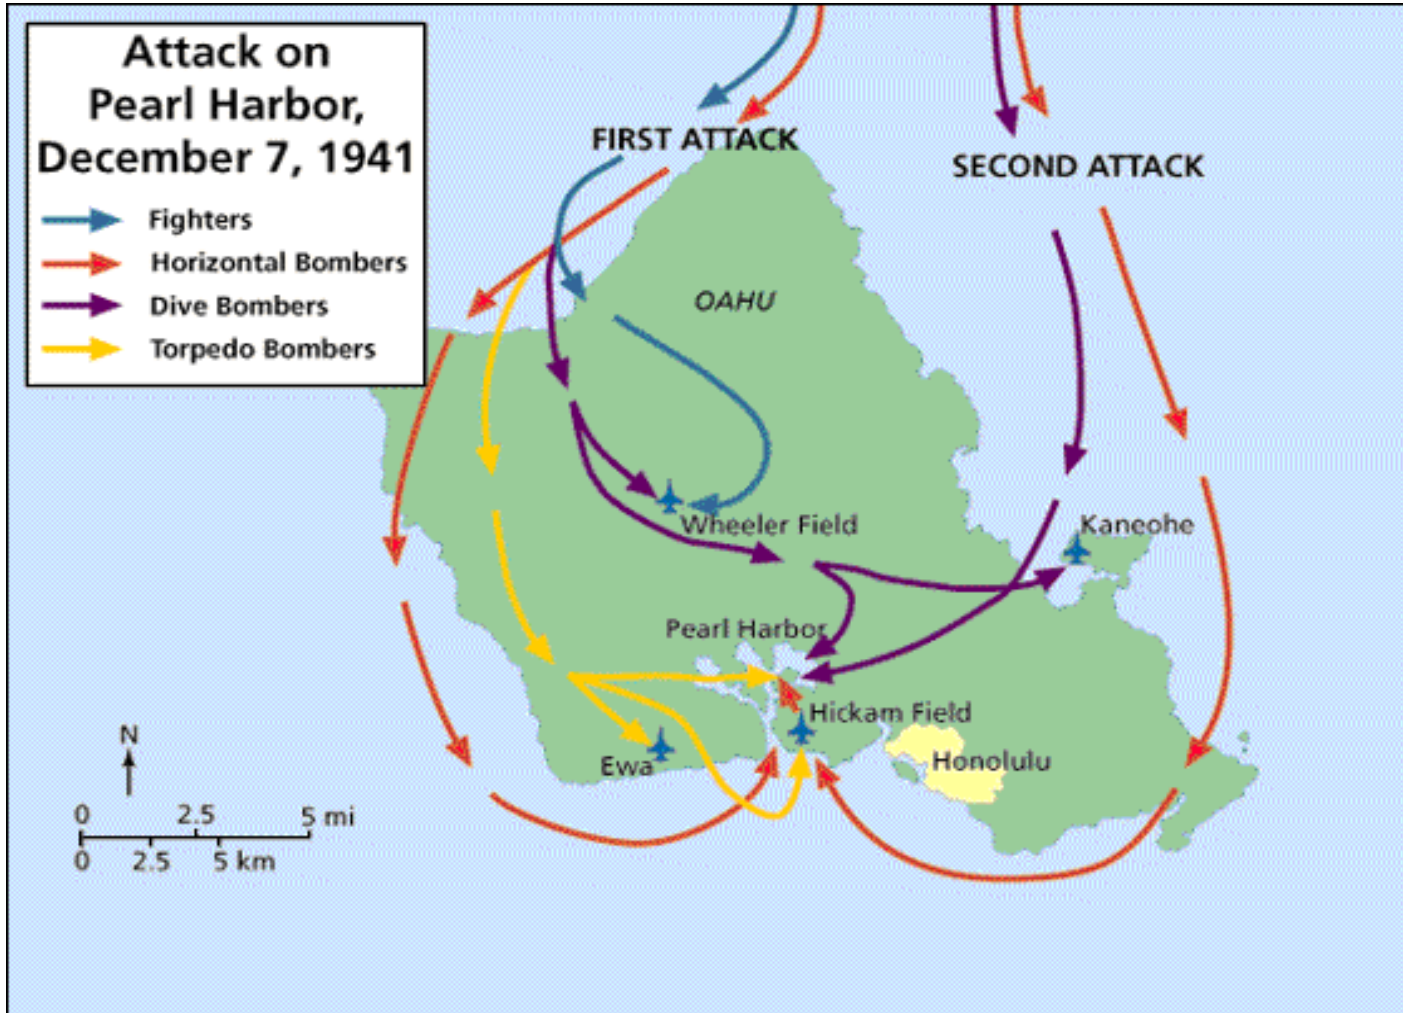 Attack on
Pearl Harbor,
December 7, 1941
Fighters
Horizontal Bombers
Dive Bombers
Torpedo Bombers
FIRST ATTACK
SECOND ATTACK
OAHU
Wheeler Field
Kaneohe
Pearl Harbor
Hickam Field
Ewa
Honolulu
N
0 2.5 5 mi
0 2.5 5 km